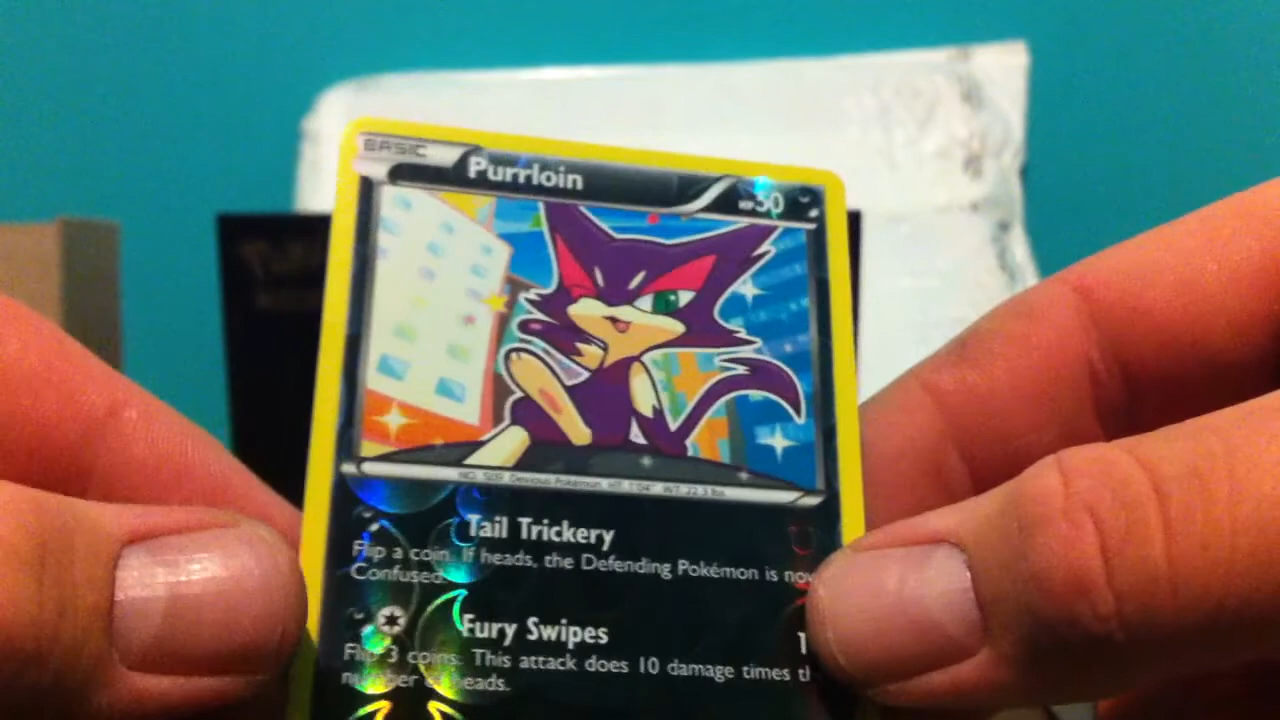 BASIC
Purrloin
HP50
NO. 509 Devious Pokémon HT: 1'04" WT: 22.3 lbs
Tail Trickery
Flip a coin. If heads, the Defending Pokémon is now
Confused.
Fury Swipes 1
Flip 3 coins. This attack does 10 damage times th
number of heads.